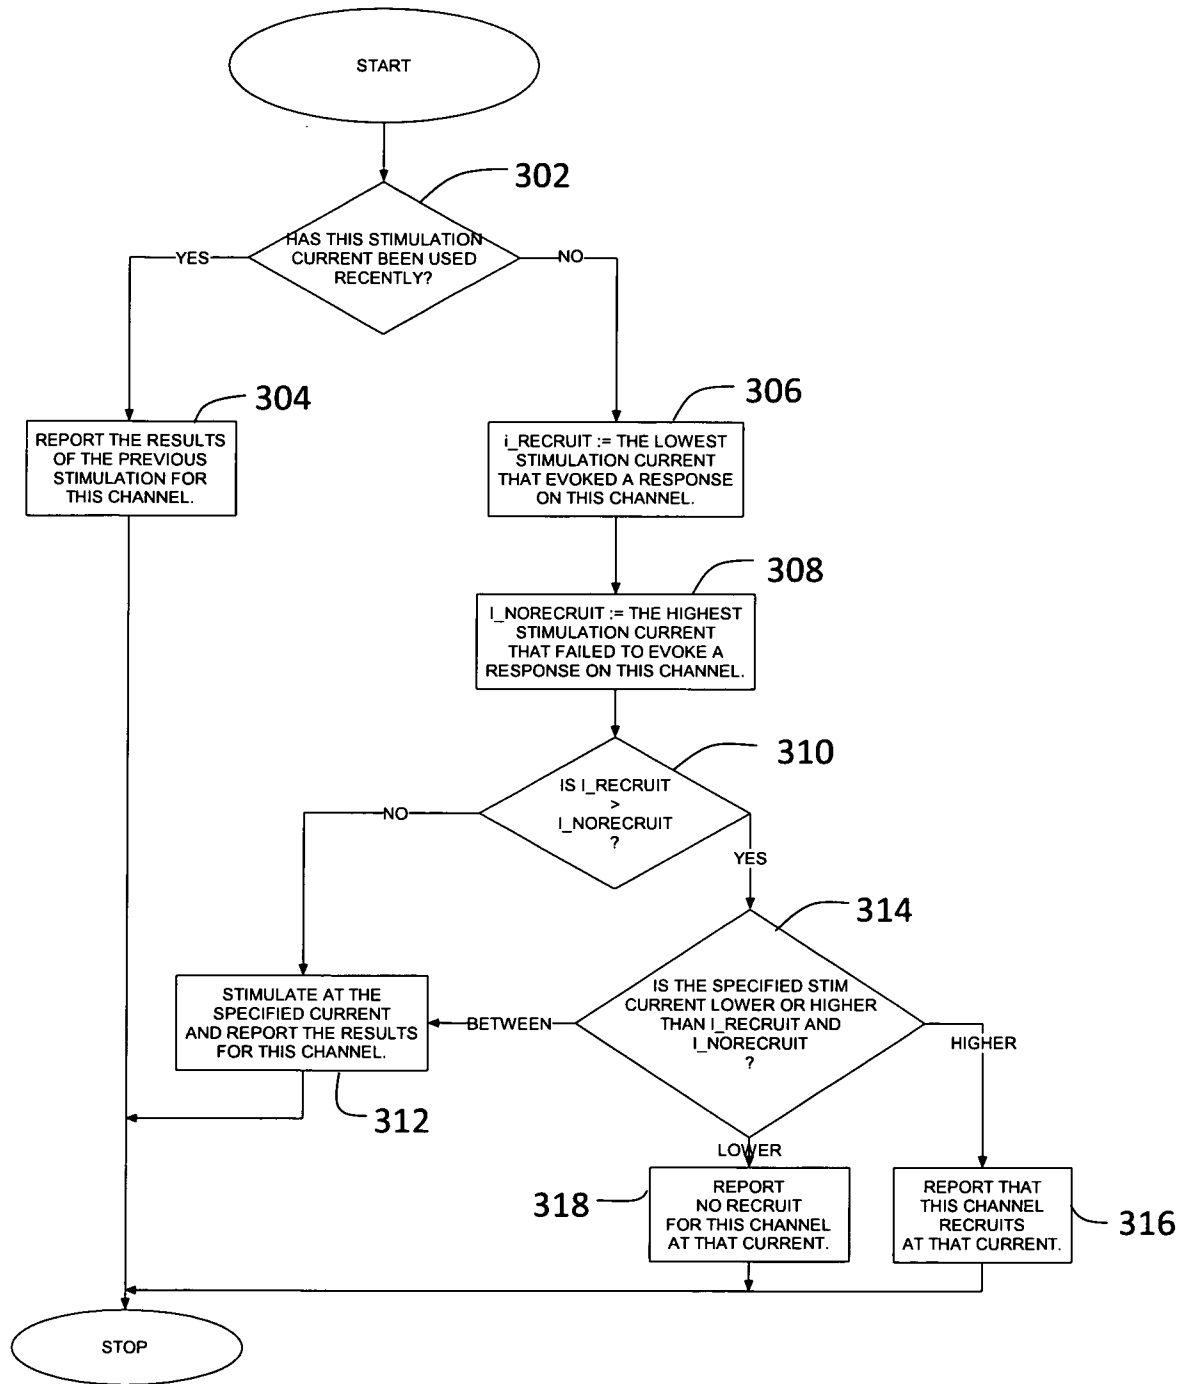 START
302
HAS THIS STIMULATION
CURRENT BEEN USED
RECENTLY?
YES
NO
304
REPORT THE RESULTS
OF THE PREVIOUS
STIMULATION FOR
THIS CHANNEL.
306
i_RECRUIT := THE LOWEST
STIMULATION CURRENT
THAT EVOKED A RESPONSE
ON THIS CHANNEL.
308
I_NORECRUIT := THE HIGHEST
STIMULATION CURRENT
THAT FAILED TO EVOKE A
RESPONSE ON THIS CHANNEL.
310
IS I_RECRUIT
>
I_NORECRUIT
?
NO
YES
314
IS THE SPECIFIED STIM
CURRENT LOWER OR HIGHER
THAN I_RECRUIT AND
I_NORECRUIT
?
BETWEEN
HIGHER
LOWER
STIMULATE AT THE
SPECIFIED CURRENT
AND REPORT THE RESULTS
FOR THIS CHANNEL.
312
318
REPORT
NO RECRUIT
FOR THIS CHANNEL
AT THAT CURRENT.
REPORT THAT
THIS CHANNEL
RECRUITS
AT THAT CURRENT.
316
STOP